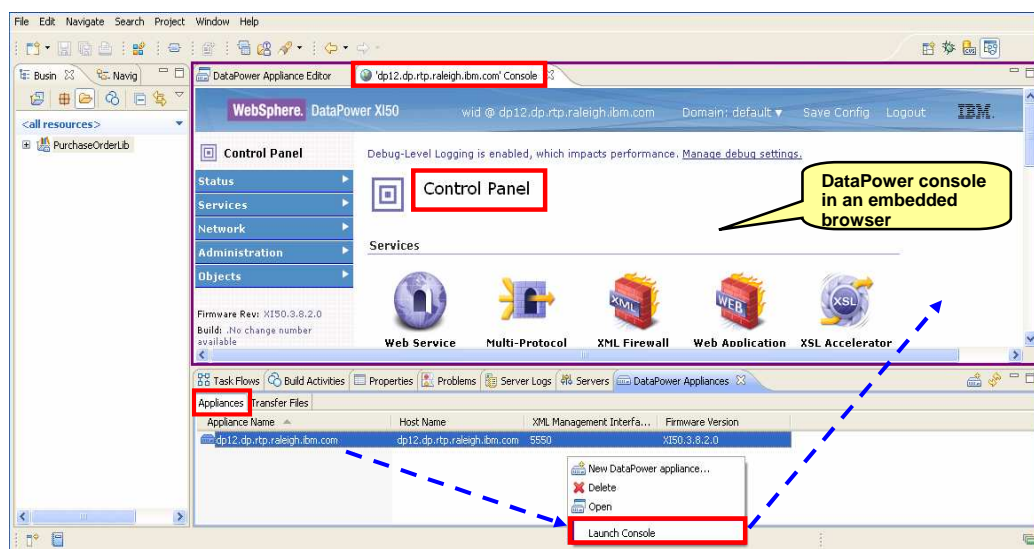 File Edit Navigate Search Project Window Help
Busin
Navig
<all resources>
PurchaseOrderLib
DataPower Appliance Editor
'dp12.dp.rtp.raleigh.ibm.com' Console
WebSphere. DataPower XI50
wid @ dp12.dp.rtp.raleigh.ibm.com
Domain: default
Save Config
Logout
IBM.
Control Panel
Status
Services
Network
Administration
Objects
Firmware Rev: XI50.3.8.2.0
Build: .No change number
available
Debug-Level Logging is enabled, which impacts performance. Manage debug settings.
Control Panel
DataPower console
in an embedded
browser
Services
XML
WEB
XSL
Web Service
Multi-Protocol
XML Firewall
Web Application
XSL Accelerator
Task Flows
Build Activities
Properties
Problems
Server Logs
Servers
DataPower Appliances
Appliances
Transfer Files
Appliance Name
Host Name
XML Management Interfa...
Firmware Version
dp12.dp.rtp.raleigh.ibm.com
dp12.dp.rtp.raleigh.ibm.com
5550
XI50.3.8.2.0
New DataPower appliance...
Delete
Open
Launch Console